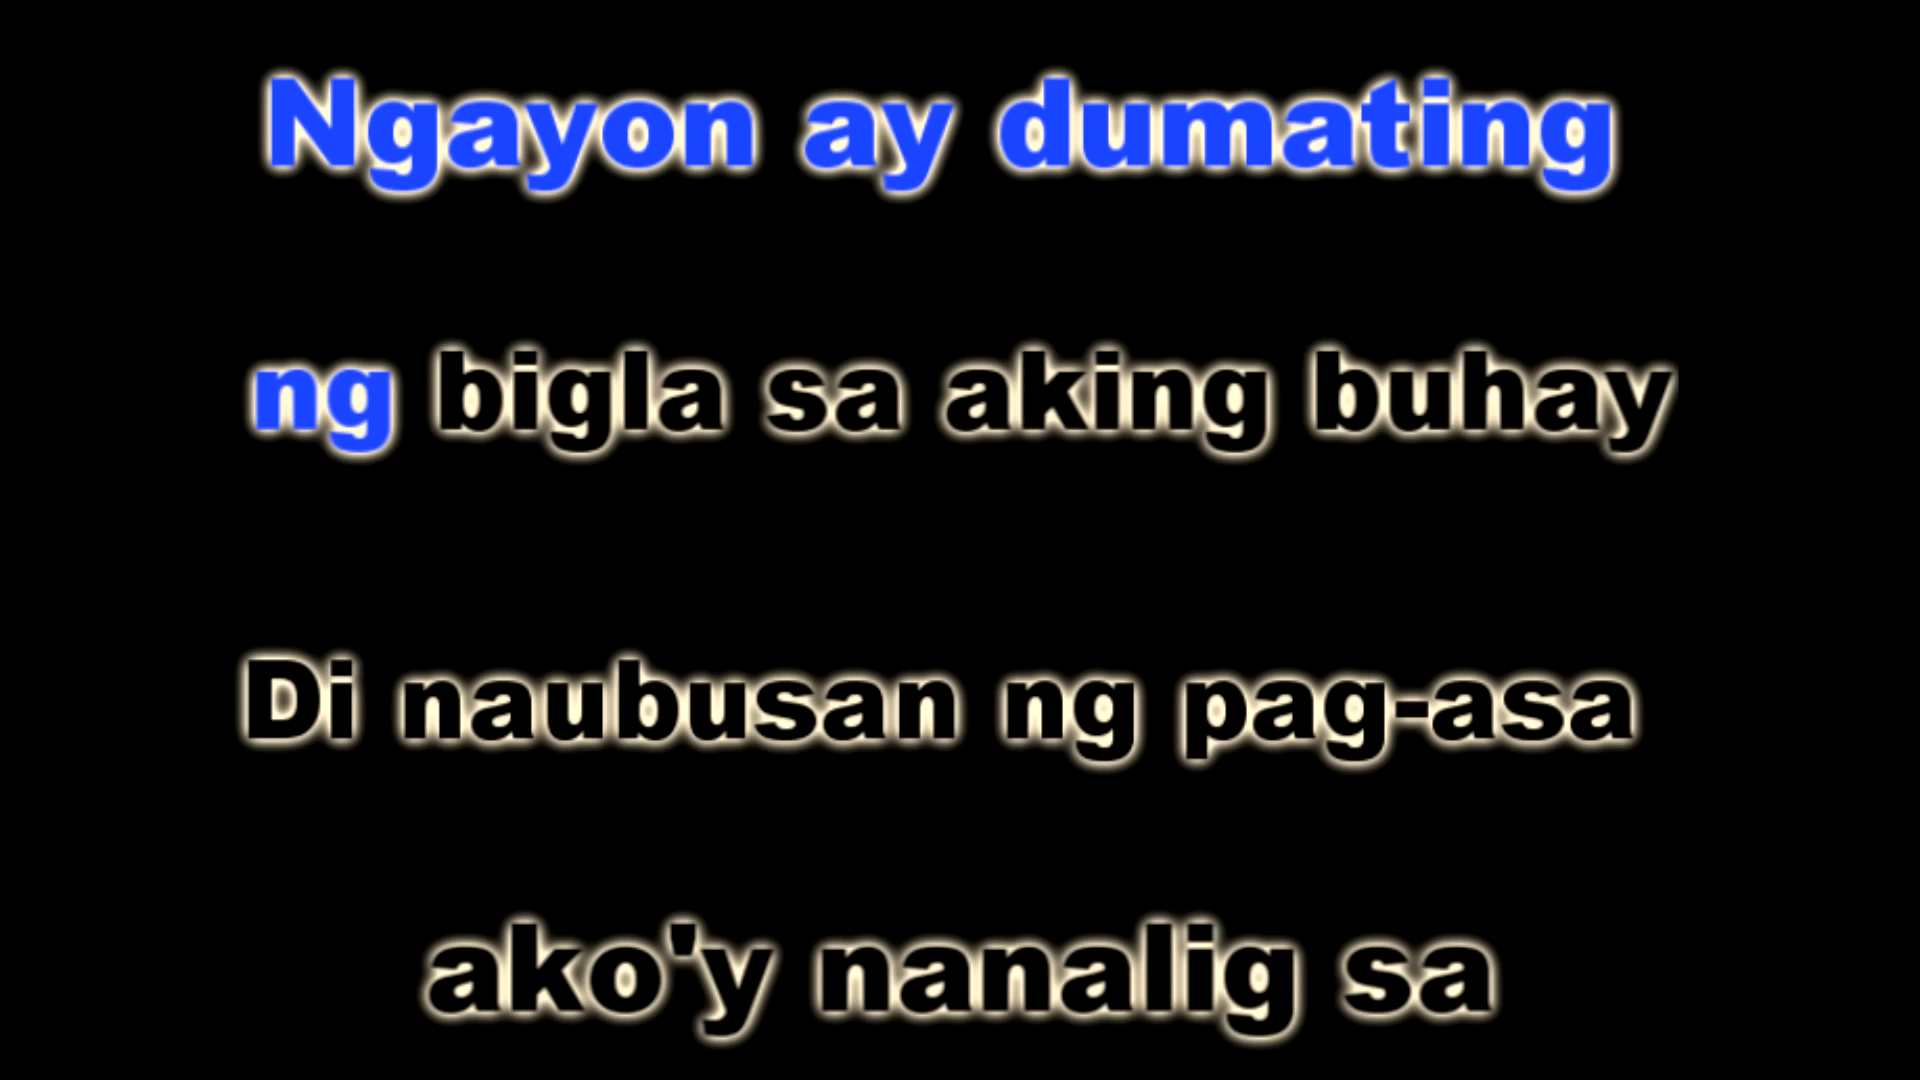 Ngayon ay dumating
ng bigla sa aking buhay
Di naubusan ng pag-asa
ako'y nanalig sa